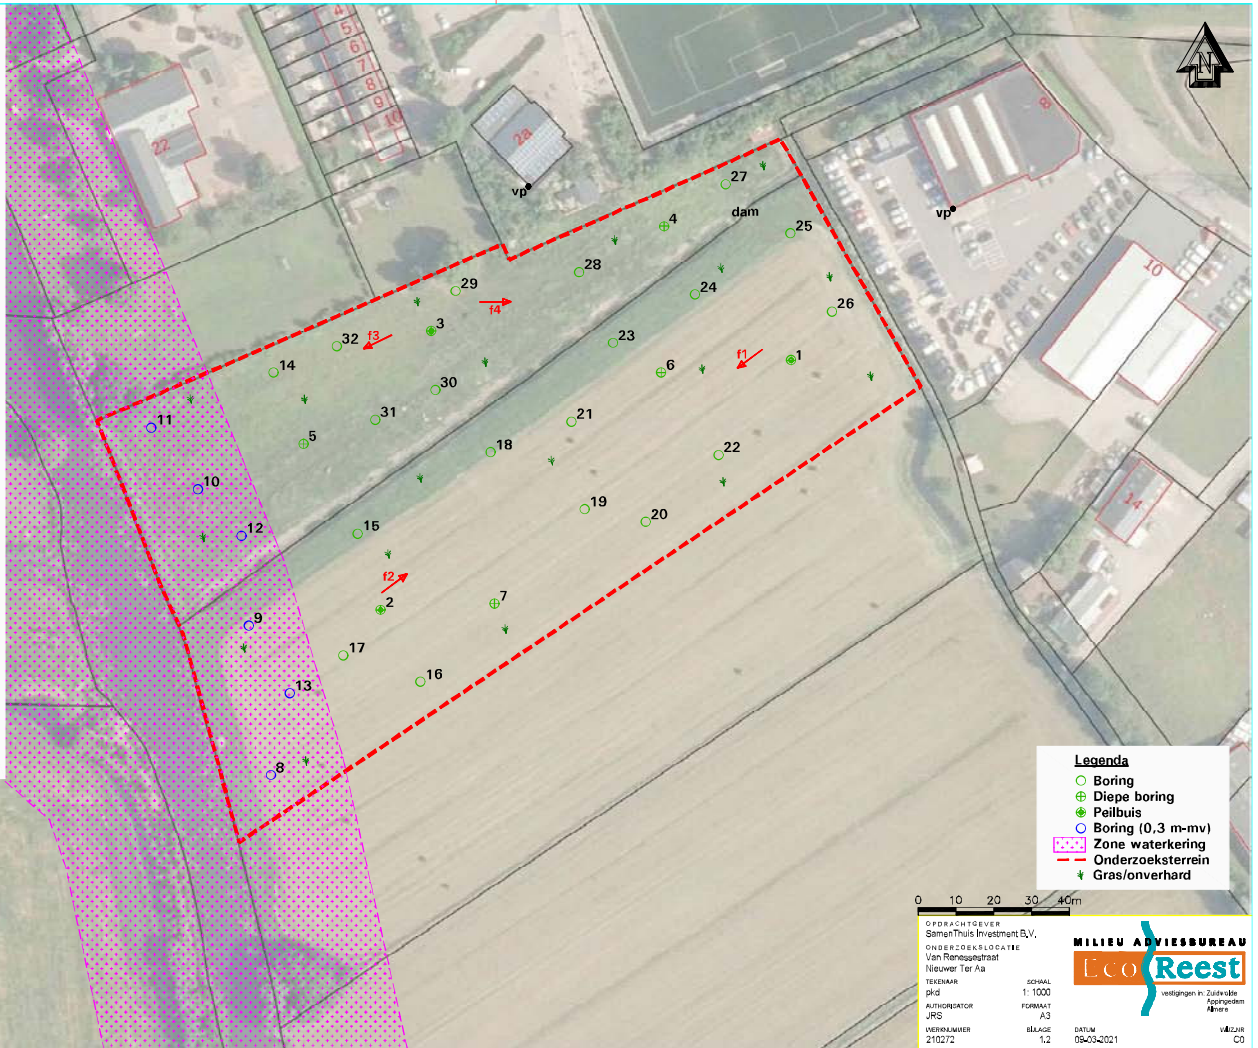 4
5
6
7
8
9
10
22
2a
vp
8
vp
10
14
N
27
4
dam
25
28
29
f4
24
26
3
f3
32
23
f1
1
14
6
30
11
31
21
5
18
22
10
19
20
12
15
f2
2
7
9
17
16
13
8
Legenda
Boring
Diepe boring
Peilbuis
Boring (0,3 m-mv)
Zone waterkering
Onderzoeksterrein
Gras/onverhard
0 10 20 30 40m
OPDRACHTGEVER
SamenThuis Investment B.V.
ONDERZOEKSLOCATIE
Van Renessestraat
Nieuwer Ter Aa
TEKENAAR SCHAAL
pkd 1: 1000
AUTHORISATOR FORMAAT
JRS A3
WERKNUMMER BIJLAGE
210272 1.2
MILIEU ADVIESBUREAU
Eco Reest
vestigingen in: Zuidwolde
Appingedam
Almere
DATUM WIJZ.NR
09-03-2021 C0